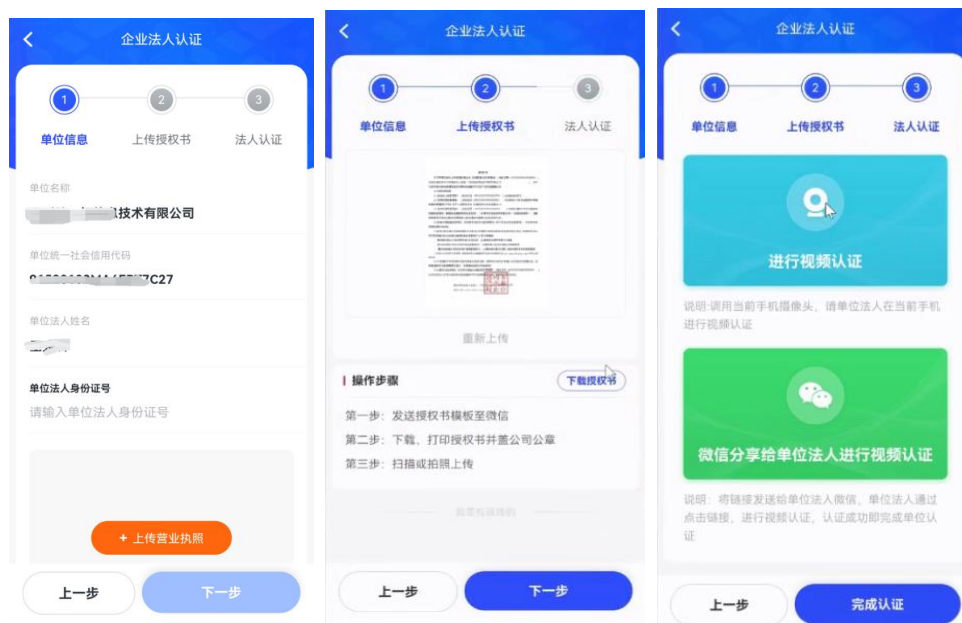 企业法人认证
1
2
3
单位信息
上传授权书
法人认证
单位名称
技术有限公司
单位统一社会信用代码
7C27
单位法人姓名
单位法人身份证号
请输入单位法人身份证号
+ 上传营业执照
上一步
下一步
企业法人认证
1
2
3
单位信息
上传授权书
法人认证
重新上传
操作步骤
下载授权书
第一步：发送授权书模板至微信
第二步：下载、打印授权书并盖公司公章
第三步：扫描或拍照上传
上一步
下一步
企业法人认证
1
2
3
单位信息
上传授权书
法人认证
进行视频认证
说明:调用当前手机摄像头，请单位法人在当前手机
进行视频认证
微信分享给单位法人进行视频认证
说明：将链接发送给单位法人微信，单位法人通过
点击链接，进行视频认证，认证成功即完成单位认
证
上一步
完成认证